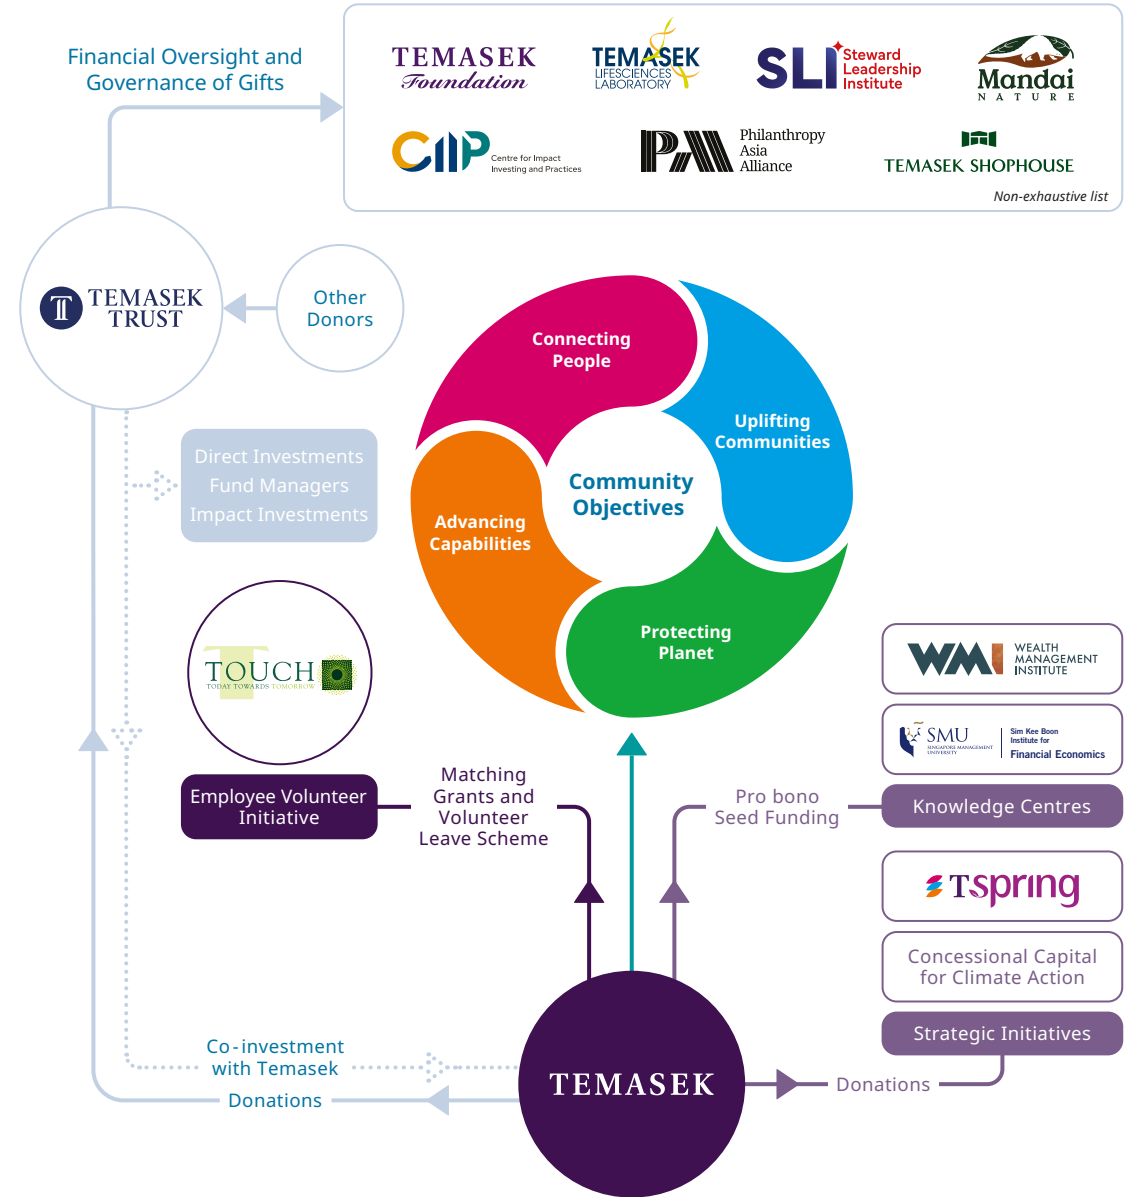 Financial Oversight and
Governance of Gifts
TEMASEK
Foundation
TEMASEK
LIFESCIENCES
LABORATORY
SLI
Steward
Leadership
Institute
Mandai
NATURE
CIIP
Centre for Impact
Investing and Practices
PAA
Philanthropy
Asia
Alliance
TEMASEK SHOPHOUSE
Non-exhaustive list
T
TEMASEK
TRUST
Other
Donors
Connecting
People
Uplifting
Communities
Community
Objectives
Advancing
Capabilities
Protecting
Planet
Direct Investments
Fund Managers
Impact Investments
TOUCH
TODAY TOWARDS TOMORROW
Employee Volunteer
Initiative
Matching
Grants and
Volunteer
Leave Scheme
Pro bono
Seed Funding
WMI
WEALTH
MANAGEMENT
INSTITUTE
SMU
SINGAPORE MANAGEMENT
UNIVERSITY
Sim Kee Boon
Institute for
Financial Economics
Knowledge Centres
Tspring
Concessional Capital
for Climate Action
Strategic Initiatives
Co-investment
with Temasek
Donations
TEMASEK
Donations